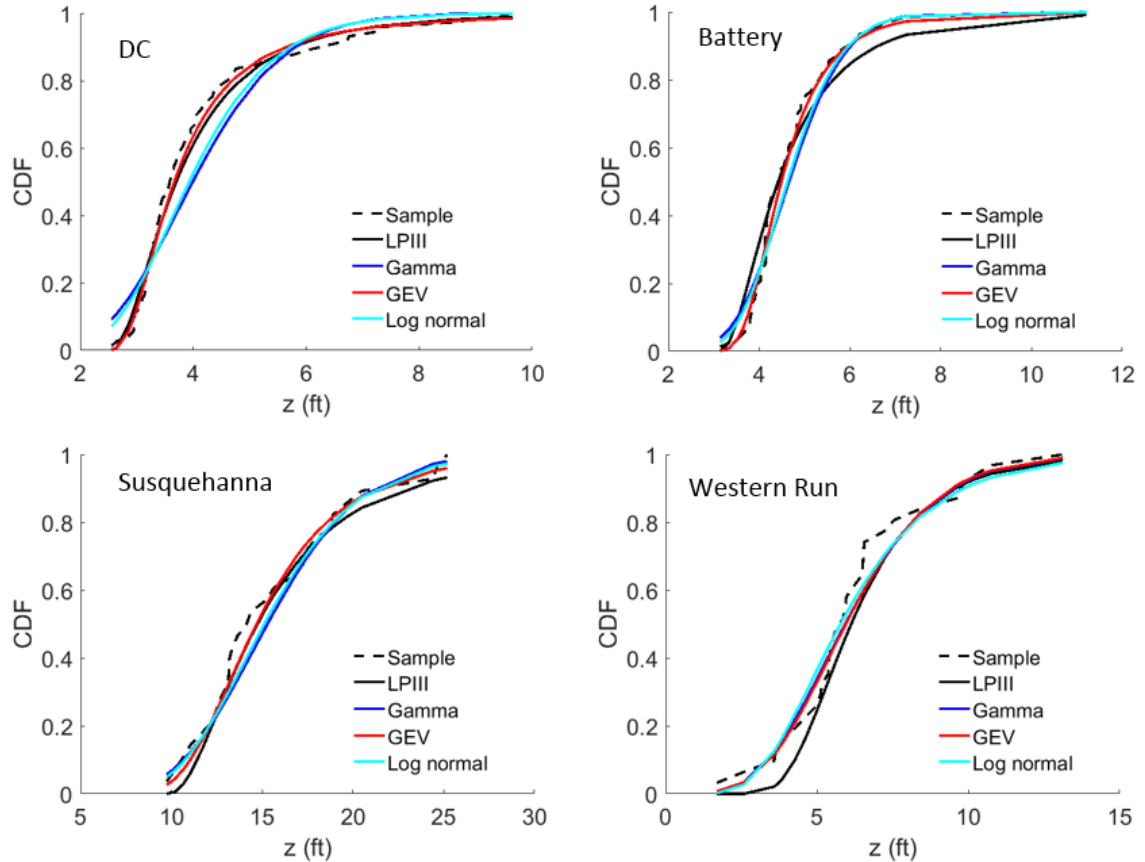 DC
CDF
1
0.8
0.6
0.4
0.2
0
2
4
6
8
10
z (ft)
Sample
LPIII
Gamma
GEV
Log normal
Battery
CDF
1
0.8
0.6
0.4
0.2
0
2
4
6
8
10
12
z (ft)
Sample
LPIII
Gamma
GEV
Log normal
Susquehanna
CDF
1
0.8
0.6
0.4
0.2
0
5
10
15
20
25
30
z (ft)
Sample
LPIII
Gamma
GEV
Log normal
Western Run
CDF
1
0.8
0.6
0.4
0.2
0
0
5
10
15
z (ft)
Sample
LPIII
Gamma
GEV
Log normal